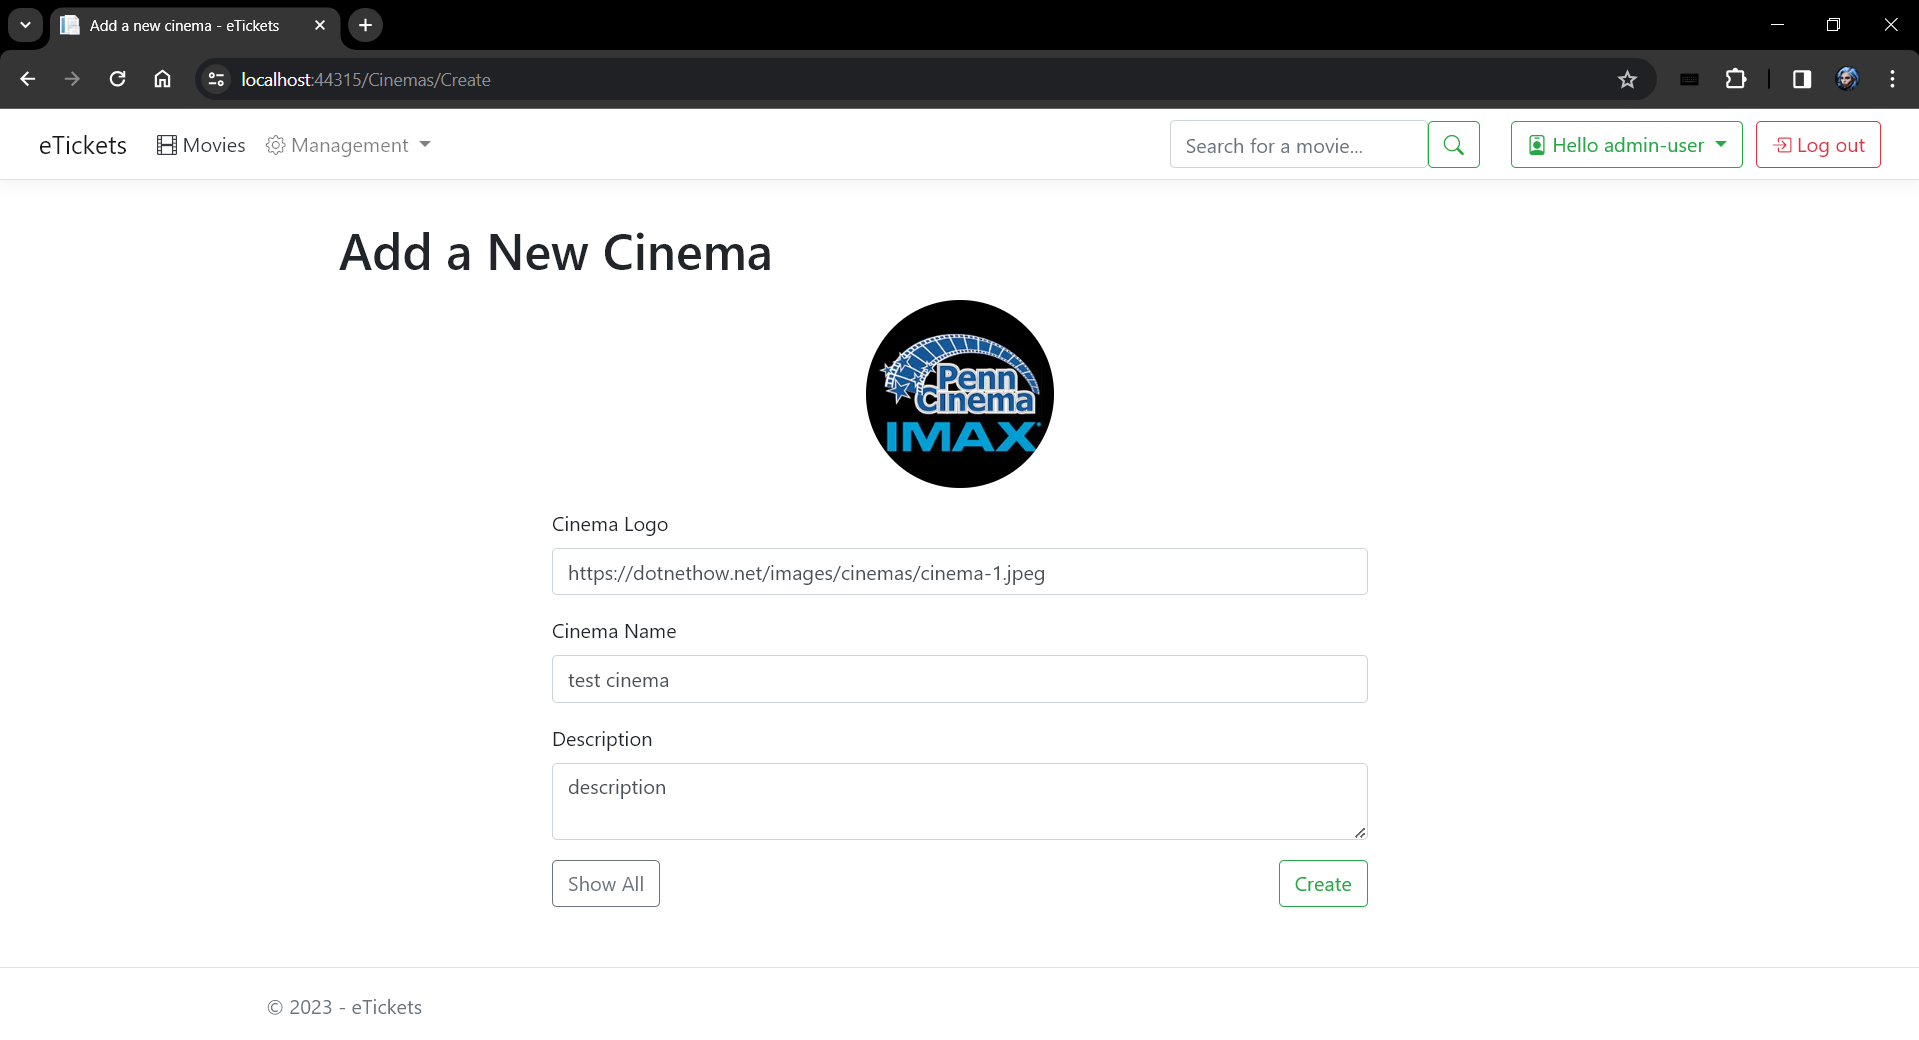 Add a new cinema - eTickets
localhost:44315/Cinemas/Create
eTickets Movies Management Search for a movie... Hello admin-user Log out
Add a New Cinema
Penn
Cinema
IMAX
Cinema Logo
https://dotnethow.net/images/cinemas/cinema-1.jpeg
Cinema Name
test cinema
Description
description
Show All Create
© 2023 - eTickets